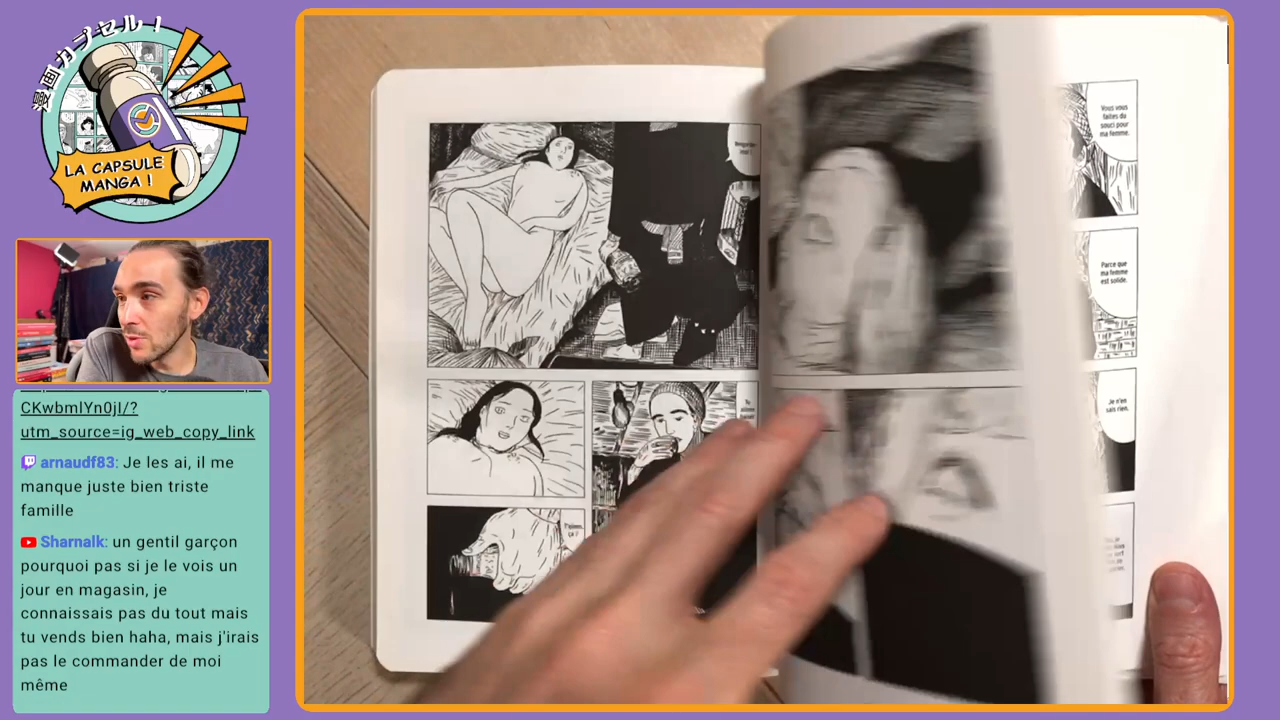 漫画カプセル!
LA CAPSULE
MANGA !
CKwbmlYn0jI/?
utm_source=ig_web_copy_link
arnaudf83: Je les ai, il me
manque juste bien triste
famille
Sharnalk: un gentil garçon
pourquoi pas si je le vois un
jour en magasin, je
connaissais pas du tout mais
tu vends bien haha, mais j'irais
pas le commander de moi
même
Vous vous
faites du
souci pour
ma femme.
Parce que
ma femme
est solide.
Je n'en
sais rien.